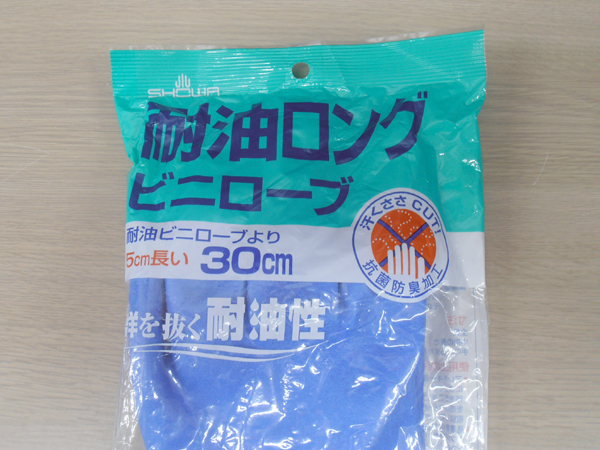 SHOWA
耐油ロング
ビニローブ
耐油ビニローブより
5cm長い 30cm
群を抜く耐油性
汗くささCUT!
抗菌防臭加工